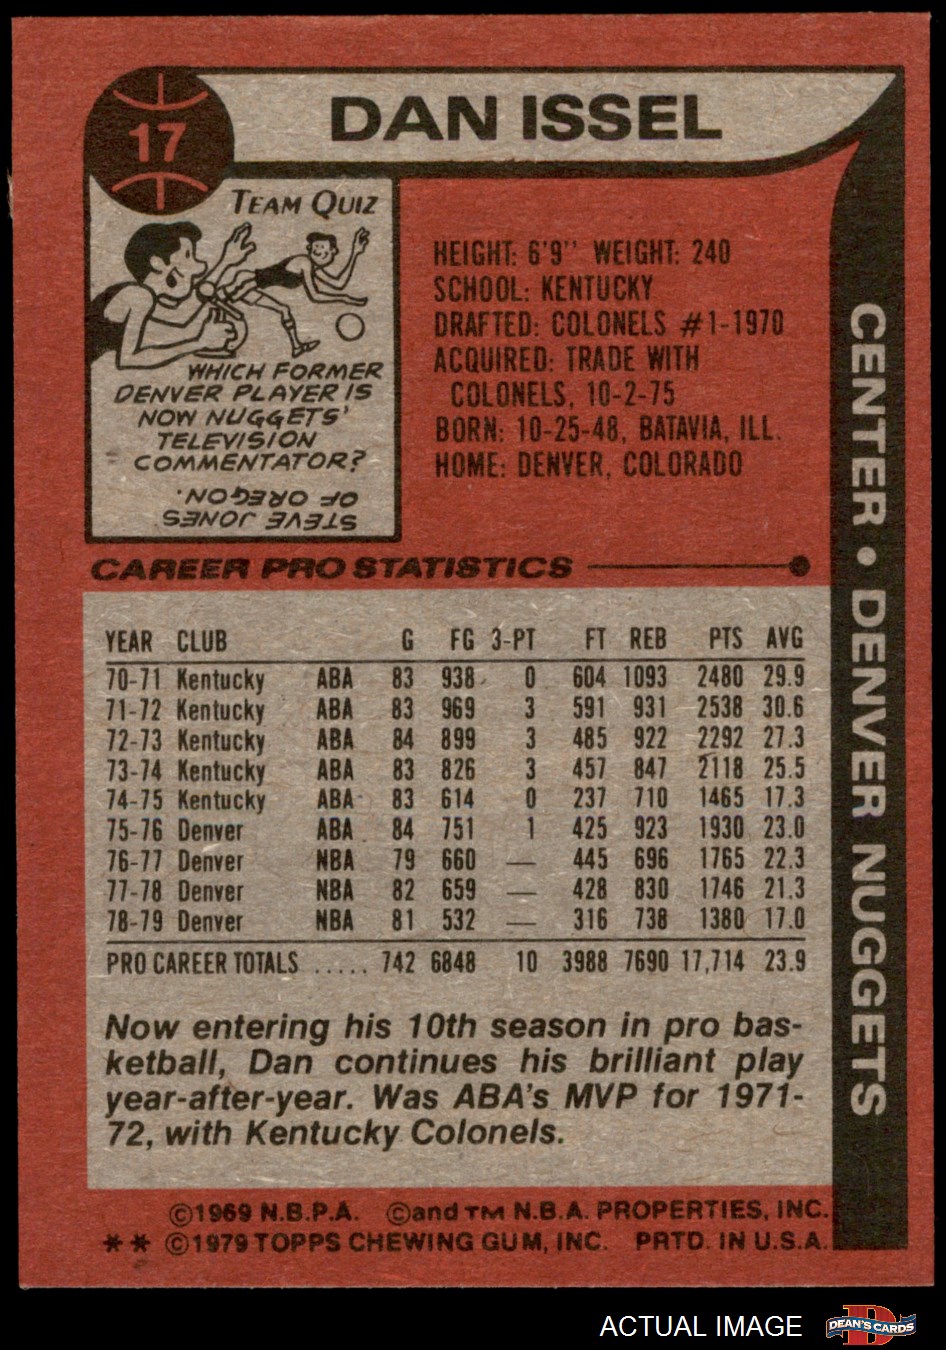 17
DAN ISSEL
TEAM QUIZ
WHICH FORMER
DENVER PLAYER IS
NOW NUGGETS'
TELEVISION
COMMENTATOR?
STEVE JONES
OF OREGON.
HEIGHT: 6'9'' WEIGHT: 240
SCHOOL: KENTUCKY
DRAFTED: COLONELS #1-1970
ACQUIRED: TRADE WITH
COLONELS, 10-2-75
BORN: 10-25-48, BATAVIA, ILL.
HOME: DENVER, COLORADO
CENTER • DENVER NUGGETS
CAREER PRO STATISTICS
YEAR CLUB G FG 3-PT FT REB PTS AVG
70-71 Kentucky ABA 83 938 0 604 1093 2480 29.9
71-72 Kentucky ABA 83 969 3 591 931 2538 30.6
72-73 Kentucky ABA 84 899 3 485 922 2292 27.3
73-74 Kentucky ABA 83 826 3 457 847 2118 25.5
74-75 Kentucky ABA 83 614 0 237 710 1465 17.3
75-76 Denver ABA 84 751 1 425 923 1930 23.0
76-77 Denver NBA 79 660 — 445 696 1765 22.3
77-78 Denver NBA 82 659 — 428 830 1746 21.3
78-79 Denver NBA 81 532 — 316 738 1380 17.0
PRO CAREER TOTALS ..... 742 6848 10 3988 7690 17,714 23.9
Now entering his 10th season in pro bas-
ketball, Dan continues his brilliant play
year-after-year. Was ABA's MVP for 1971-
72, with Kentucky Colonels.
©1969 N.B.P.A. ©and TM N.B.A. PROPERTIES, INC.
** ©1979 TOPPS CHEWING GUM, INC. PRTD. IN U.S.A.
ACTUAL IMAGE
D
DEAN'S CARDS